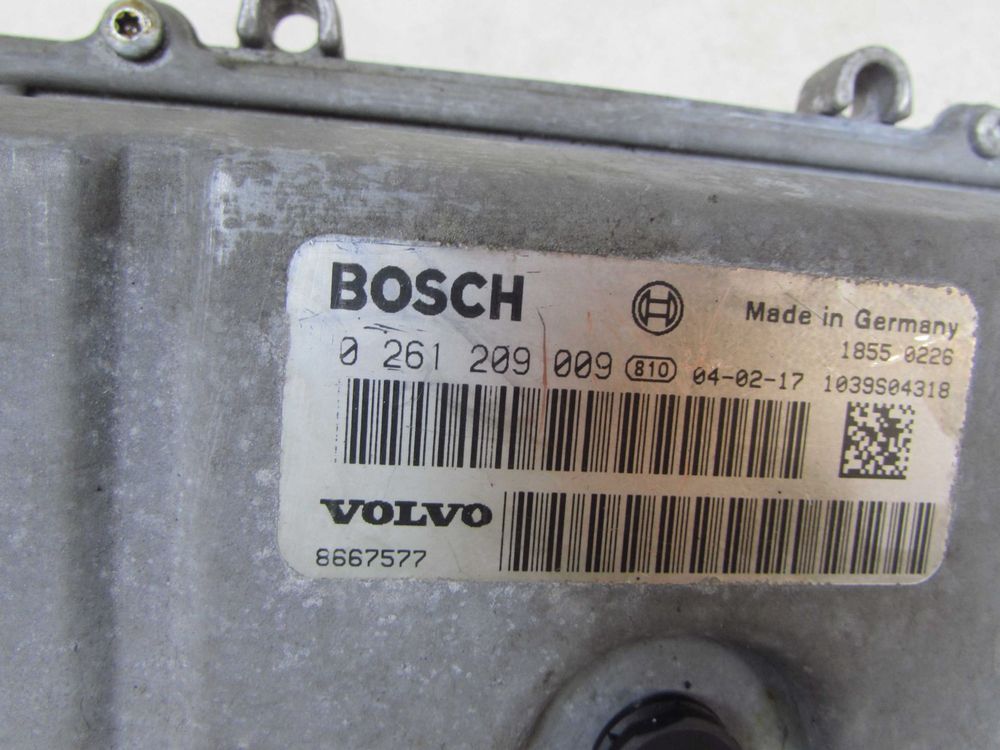 BOSCH
Made in Germany
1855 0226
0 261 209 009 810 04-02-17 1039S04318
VOLVO
8667577